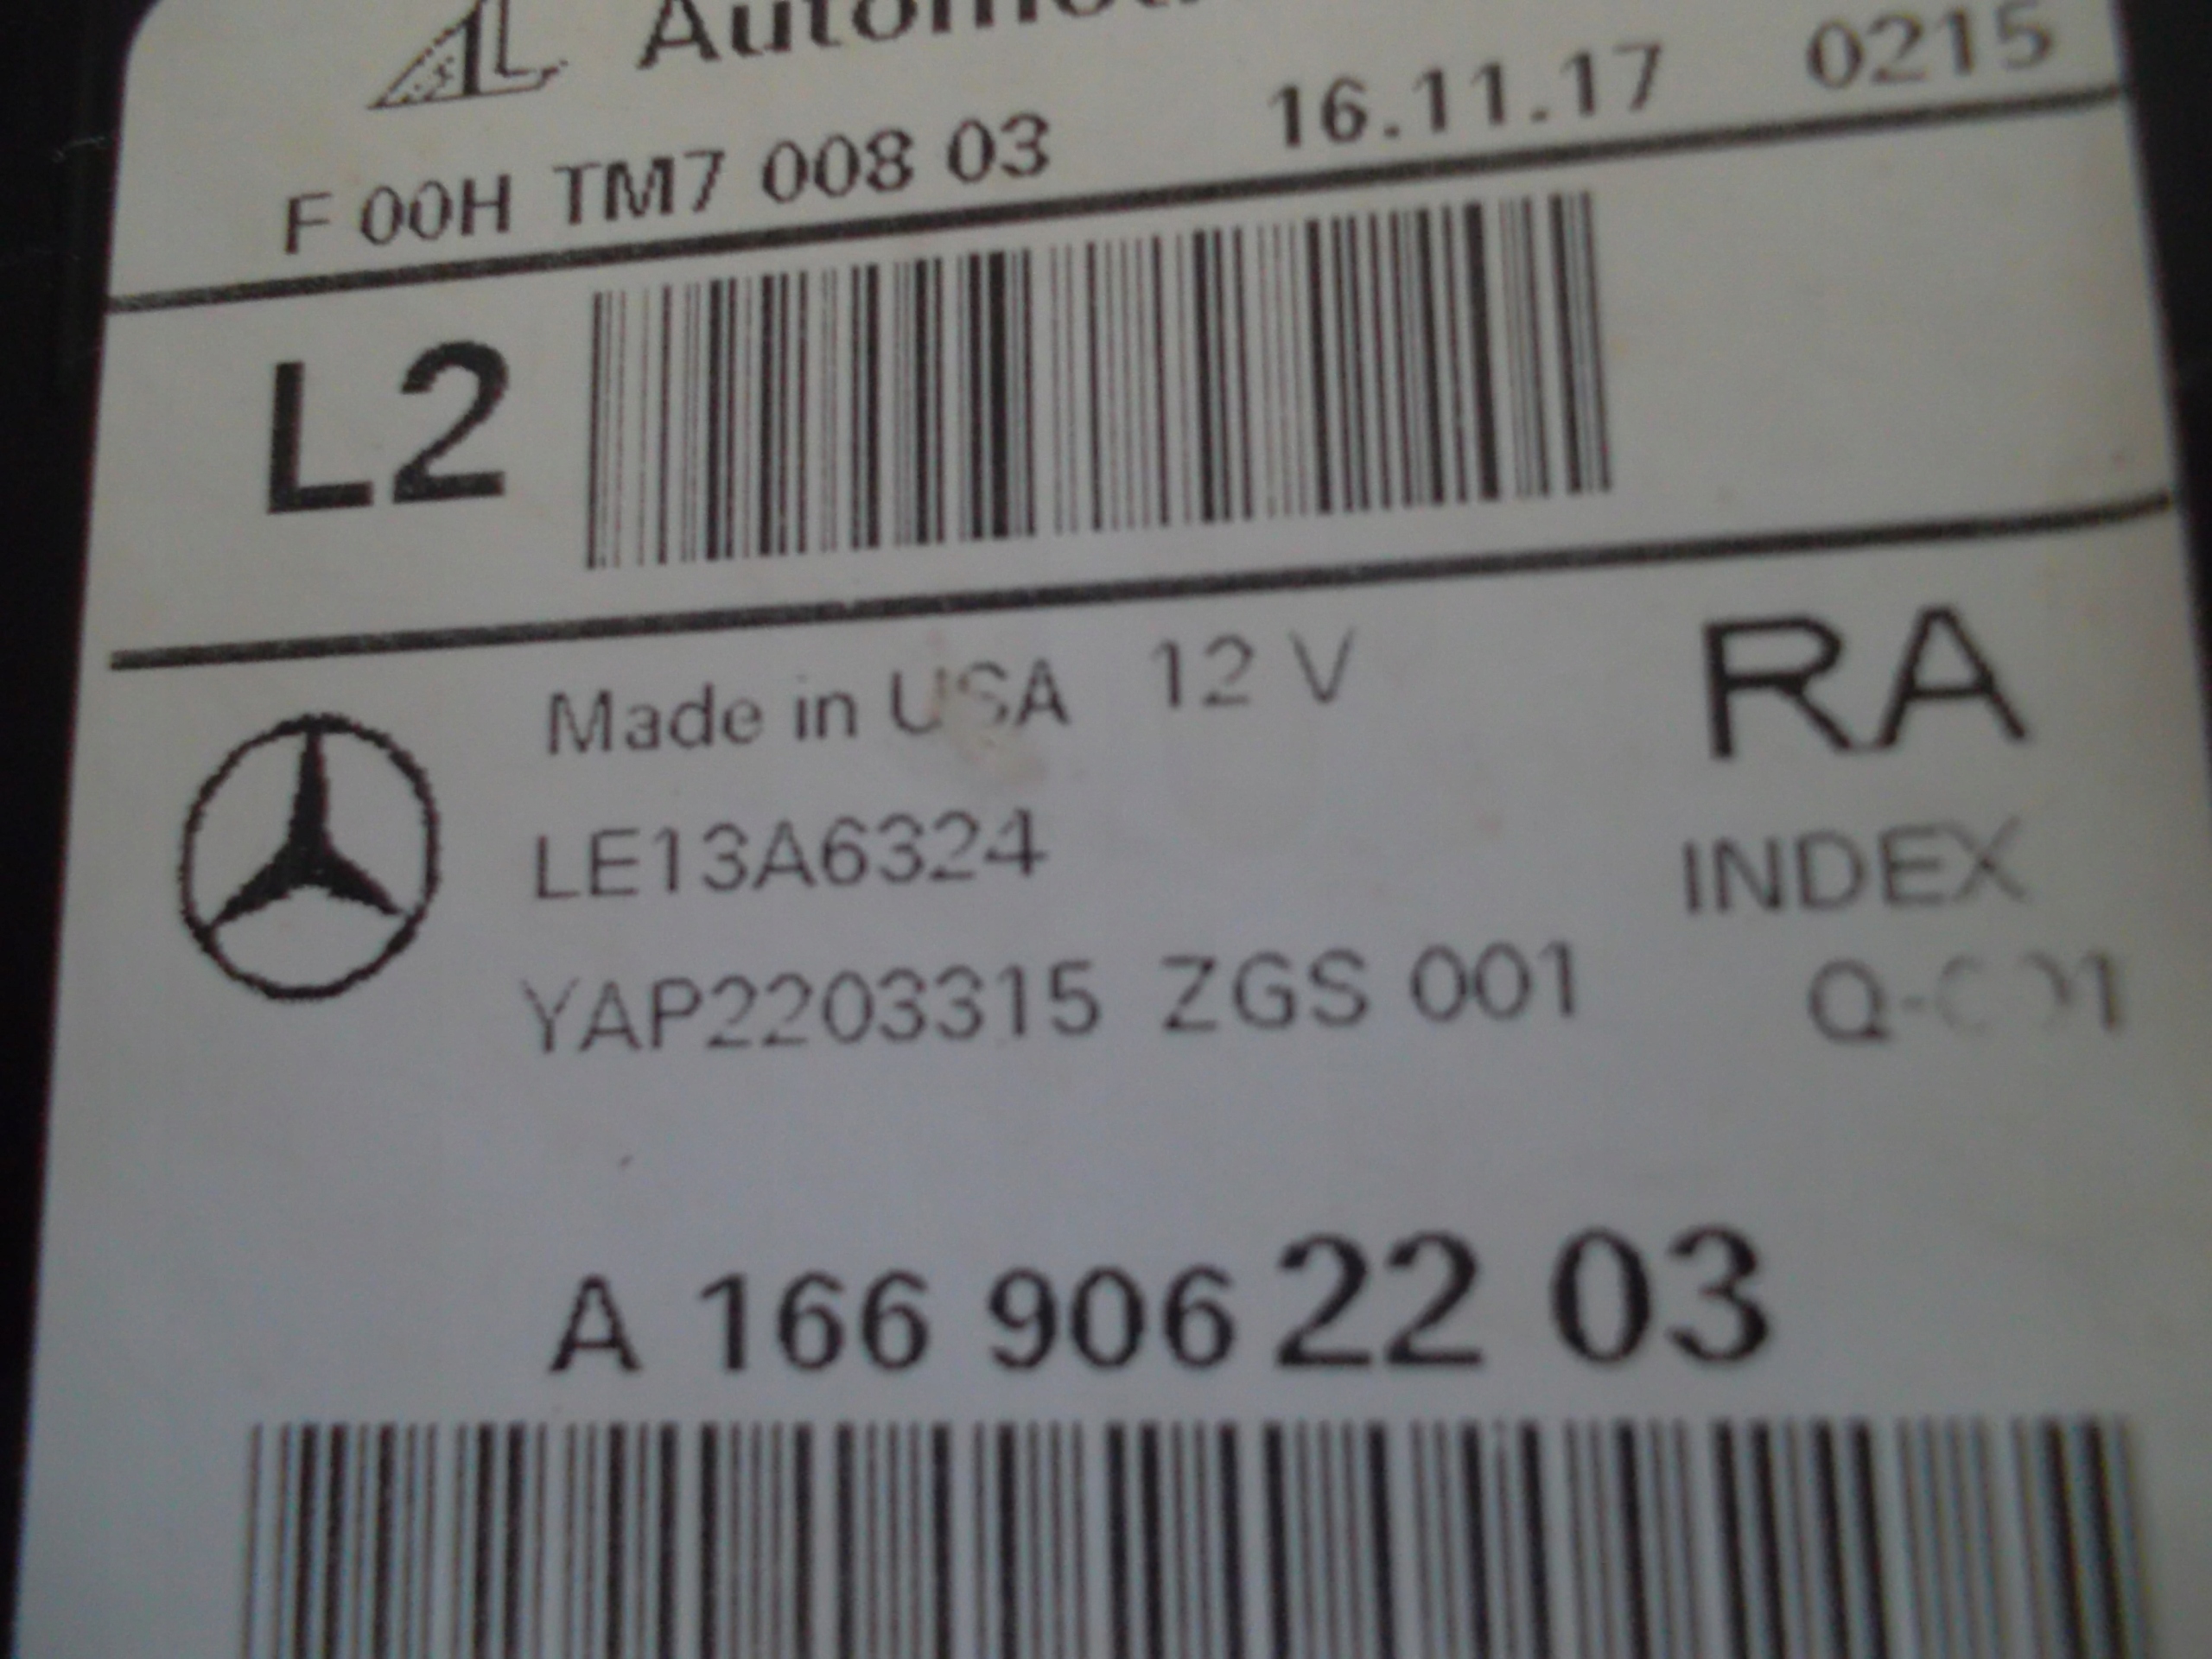 F 00H TM7 008 03 16.11.17 0215
L2
Made in USA 12 V RA
LE13A6324 INDEX
YAP2203315 ZGS 001
A 166 906 22 03